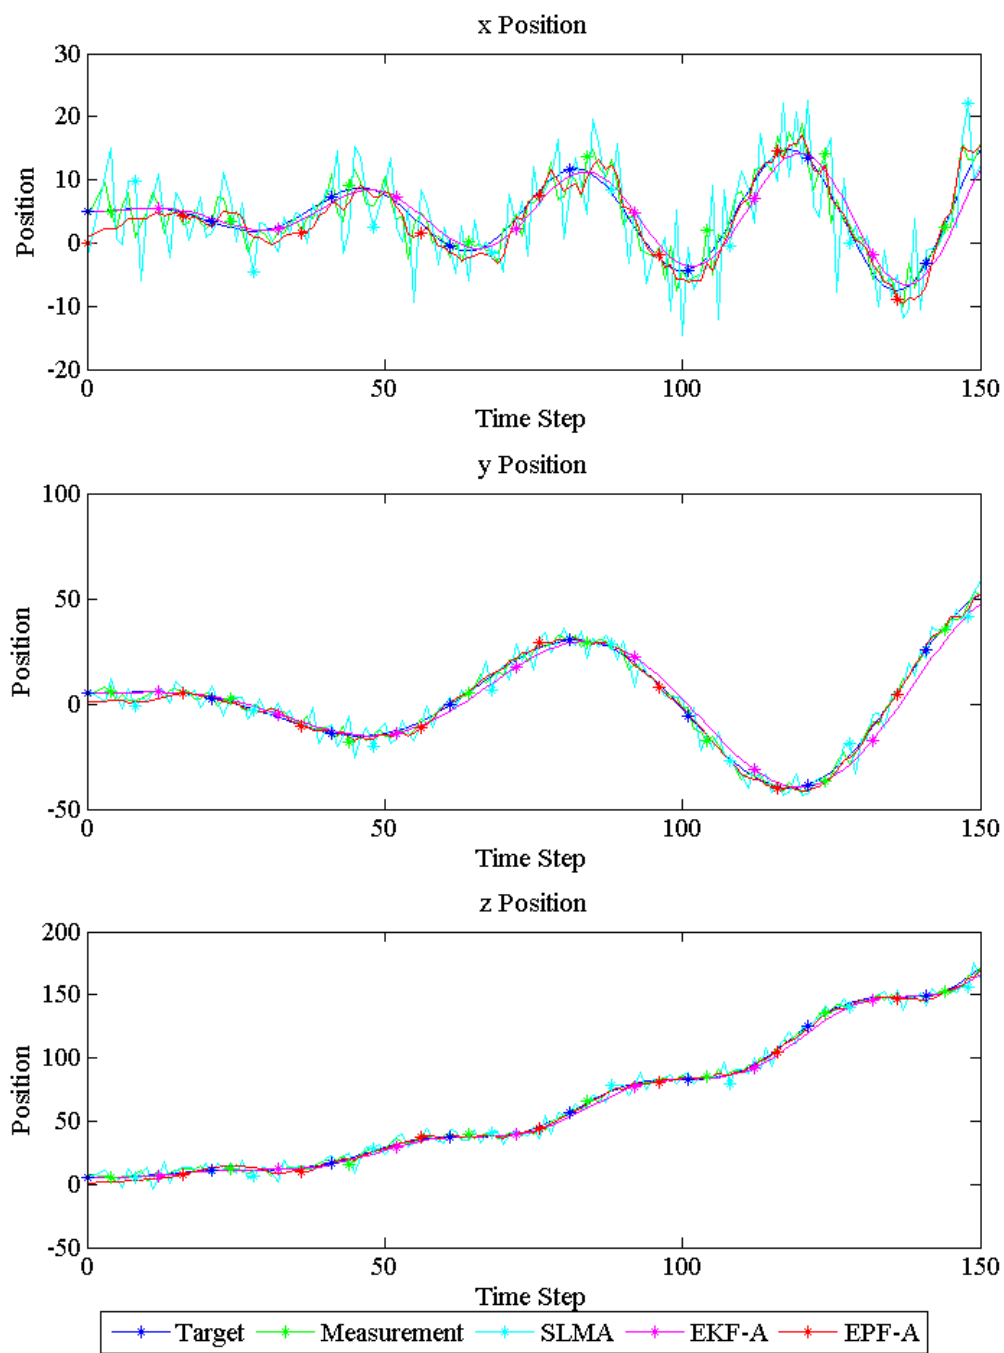 x Position
30
20
10
0
-10
-20
Position
0 50 100 150
Time Step
y Position
100
50
0
-50
Position
0 50 100 150
Time Step
z Position
200
150
100
50
0
-50
Position
0 50 100 150
Time Step
Target Measurement SLMA EKF-A EPF-A